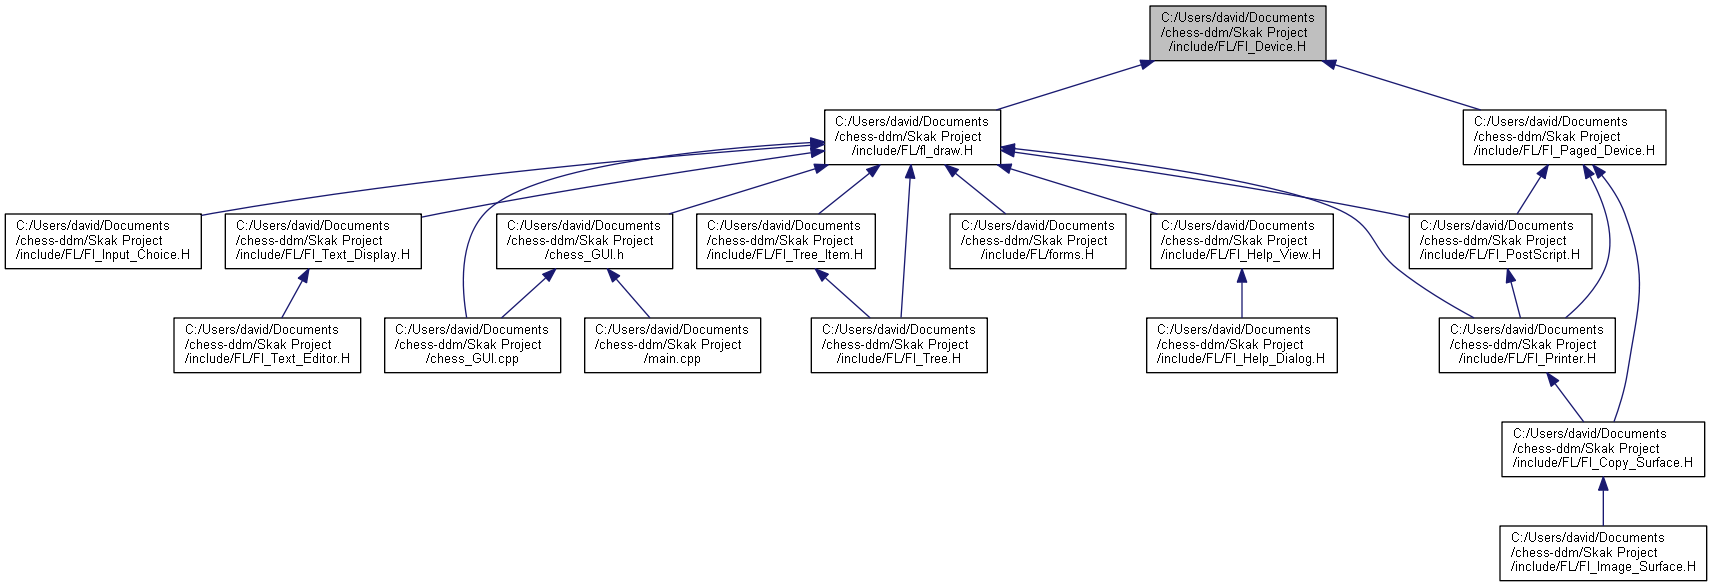 C:/Users/david/Documents
/chess-ddm/Skak Project
/include/FL/Fl_Device.H
C:/Users/david/Documents
/chess-ddm/Skak Project
/include/FL/fl_draw.H
C:/Users/david/Documents
/chess-ddm/Skak Project
/include/FL/Fl_Paged_Device.H
C:/Users/david/Documents
/chess-ddm/Skak Project
/include/FL/Fl_Input_Choice.H
C:/Users/david/Documents
/chess-ddm/Skak Project
/include/FL/Fl_Text_Display.H
C:/Users/david/Documents
/chess-ddm/Skak Project
/chess_GUI.h
C:/Users/david/Documents
/chess-ddm/Skak Project
/include/FL/Fl_Tree_Item.H
C:/Users/david/Documents
/chess-ddm/Skak Project
/include/FL/forms.H
C:/Users/david/Documents
/chess-ddm/Skak Project
/include/FL/Fl_Help_View.H
C:/Users/david/Documents
/chess-ddm/Skak Project
/include/FL/Fl_PostScript.H
C:/Users/david/Documents
/chess-ddm/Skak Project
/include/FL/Fl_Text_Editor.H
C:/Users/david/Documents
/chess-ddm/Skak Project
/chess_GUI.cpp
C:/Users/david/Documents
/chess-ddm/Skak Project
/main.cpp
C:/Users/david/Documents
/chess-ddm/Skak Project
/include/FL/Fl_Tree.H
C:/Users/david/Documents
/chess-ddm/Skak Project
/include/FL/Fl_Help_Dialog.H
C:/Users/david/Documents
/chess-ddm/Skak Project
/include/FL/Fl_Printer.H
C:/Users/david/Documents
/chess-ddm/Skak Project
/include/FL/Fl_Copy_Surface.H
C:/Users/david/Documents
/chess-ddm/Skak Project
/include/FL/Fl_Image_Surface.H